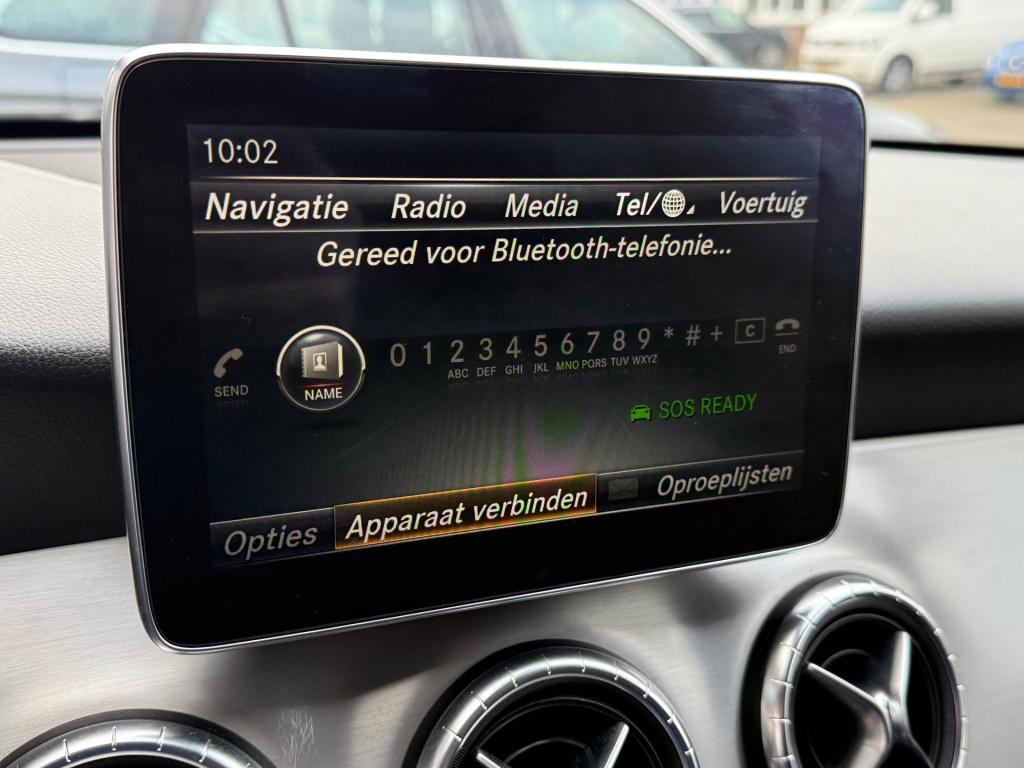 10:02
Navigatie Radio Media Tel/ Voertuig
Gereed voor Bluetooth-telefonie...
0 1 2 3 4 5 6 7 8 9 * # + C
ABC DEF GHI JKL MNO PQRS TUV WXYZ
SEND NAME END
SOS READY
Opties Apparaat verbinden Oproeplijsten